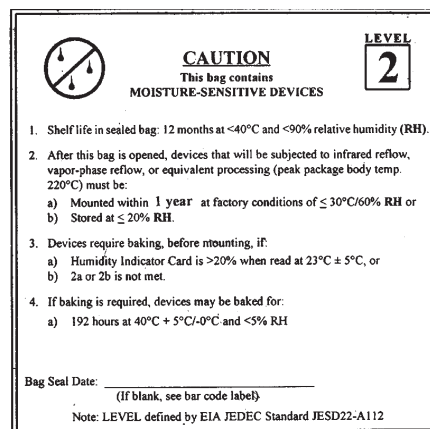 LEVEL
2
CAUTION
This bag contains
MOISTURE-SENSITIVE DEVICES
1. Shelf life in sealed bag: 12 months at <40°C and <90% relative humidity (RH).
2. After this bag is opened, devices that will be subjected to infrared reflow,
vapor-phase reflow, or equivalent processing (peak package body temp.
220°C) must be:
a) Mounted within 1 year at factory conditions of ≤ 30°C/60% RH or
b) Stored at ≤ 20% RH.
3. Devices require baking, before mounting, if:
a) Humidity Indicator Card is >20% when read at 23°C ± 5°C, or
b) 2a or 2b is not met.
4. If baking is required, devices may be baked for:
a) 192 hours at 40°C + 5°C/-0°C and <5% RH
Bag Seal Date: ____________________
(If blank, see bar code label)
Note: LEVEL defined by EIA JEDEC Standard JESD22-A112